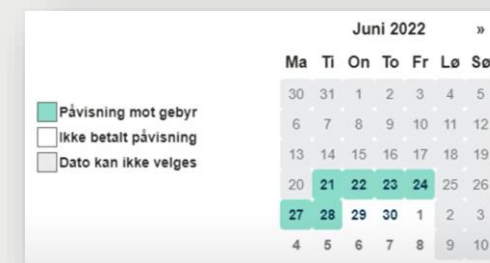 Juni 2022 »
Ma Ti On To Fr Lø Sø
30 31 1 2 3 4 5
6 7 8 9 10 11 12
13 14 15 16 17 18 19
20 21 22 23 24 25 26
27 28 29 30 1 2 3
4 5 6 7 8 9 10
Påvisning mot gebyr
Ikke betalt påvisning
Dato kan ikke velges